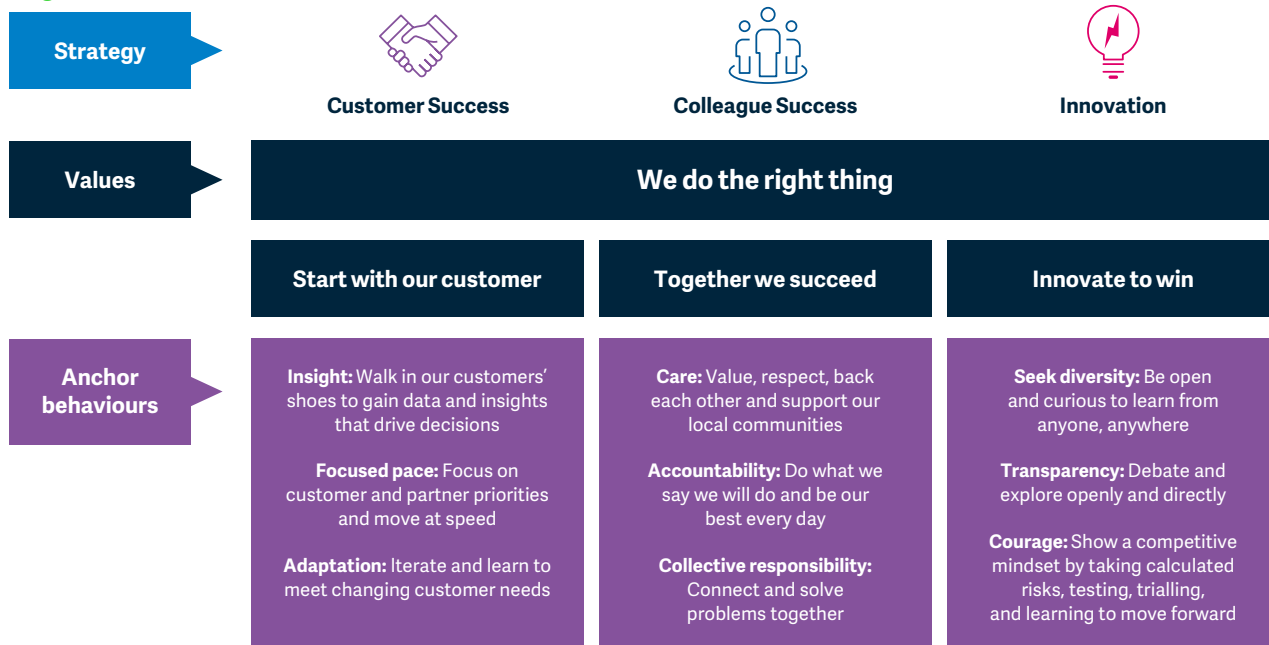 Strategy
Customer Success
Colleague Success
Innovation
Values
We do the right thing
Start with our customer
Together we succeed
Innovate to win
Anchor
behaviours
Insight: Walk in our customers’
shoes to gain data and insights
that drive decisions
Focused pace: Focus on
customer and partner priorities
and move at speed
Adaptation: Iterate and learn to
meet changing customer needs
Care: Value, respect, back
each other and support our
local communities
Accountability: Do what we
say we will do and be our
best every day
Collective responsibility:
Connect and solve
problems together
Seek diversity: Be open
and curious to learn from
anyone, anywhere
Transparency: Debate and
explore openly and directly
Courage: Show a competitive
mindset by taking calculated
risks, testing, trialling,
and learning to move forward